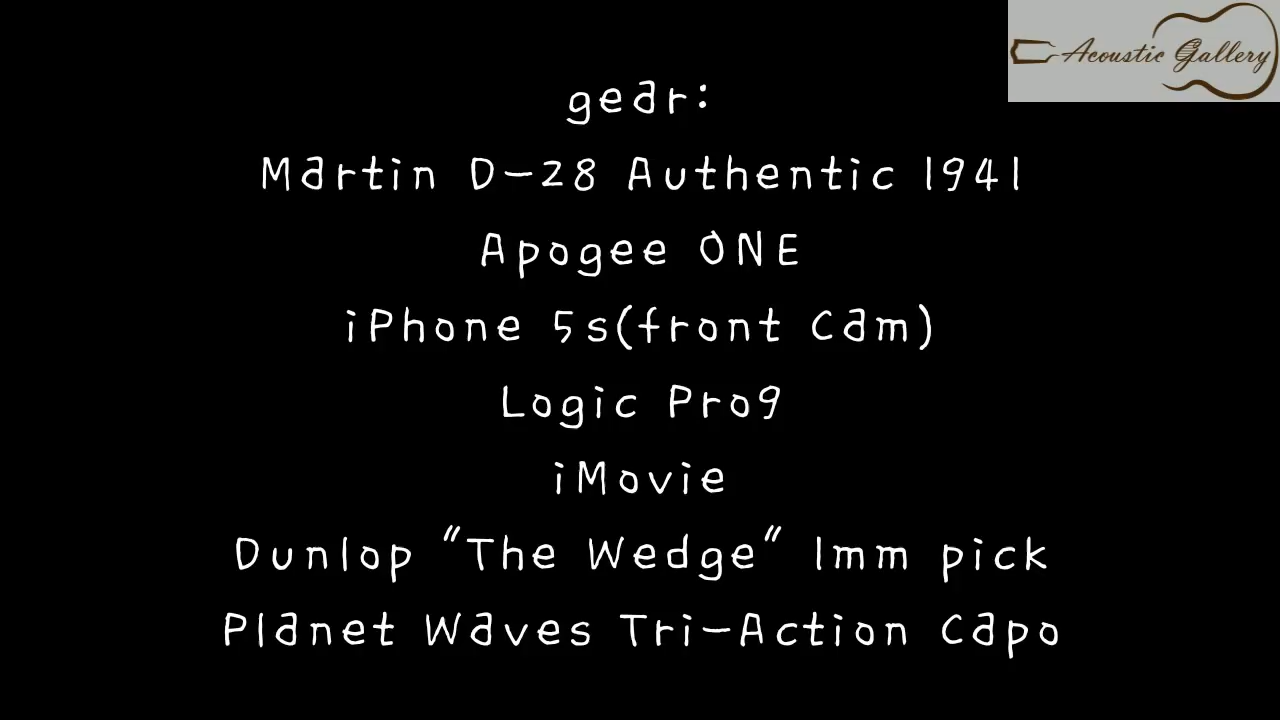 Acoustic Gallery
gear:
Martin D-28 Authentic 1941
Apogee ONE
iPhone 5s(front cam)
Logic Pro9
iMovie
Dunlop "The Wedge" 1mm pick
Planet Waves Tri-Action Capo